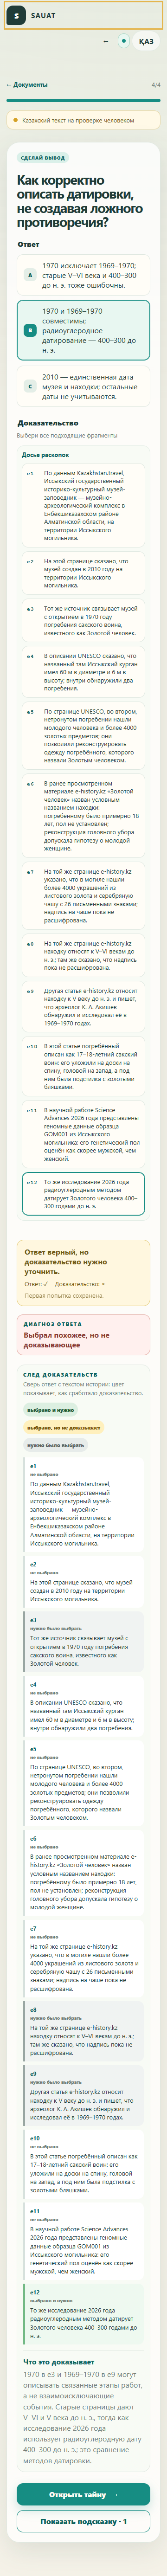 S SAUAT
← ҚАЗ
← Документы 4/4
Казахский текст на проверке человеком
СДЕЛАЙ ВЫВОД
Как корректно
описать датировки,
не создавая ложного
противоречия?
Ответ
A 1970 исключает 1969–1970;
старые V–VI века и 400–300
до н. э. тоже ошибочны.
B 1970 и 1969–1970
совместимы;
радиоуглеродное
датирование — 400–300 до
н. э.
C 2010 — единственная дата
музея и находки; остальные
даты не учитываются.
Доказательство
Выбери все подходящие фрагменты
Досье раскопок
e1 По данным Kazakhstan.travel,
Иссыкский государственный
историко-культурный музей-
заповедник — музейно-
археологический комплекс в
Енбекшиказахском районе
Алматинской области, на
территории Иссыкского
могильника.
e2 На этой странице сказано, что
музей создан в 2010 году на
территории Иссыкского
могильника.
e3 Тот же источник связывает музей
с открытием в 1970 году
погребения сакского воина,
известного как Золотой человек.
e4 В описании UNESCO сказано, что
названный там Иссыкский курган
имел 60 м в диаметре и 6 м в
высоту; внутри обнаружили два
погребения.
e5 По странице UNESCO, во втором,
нетронутом погребении нашли
молодого человека и более 4000
золотых предметов; они
позволили реконструировать
одежду погребённого, которого
назвали Золотым человеком.
e6 В ранее просмотренном
материале e-history.kz «Золотой
человек» назван условным
названием находки:
погребённому было примерно 18
лет, пол не установлен;
реконструкция головного убора
допускала гипотезу о молодой
женщине.
e7 На той же странице e-history.kz
указано, что в могиле нашли
более 4000 украшений из
листового золота и серебряную
чашу с 26 письменными знаками;
надпись на чаше пока не
расшифрована.
e8 На той же странице e-history.kz
находку относят к V–VI векам до
н. э.; там же сказано, что надпись
пока не расшифрована.
e9 Другая статья e-history.kz относит
находку к V веку до н. э. и пишет,
что археолог К. А. Акишев
обнаружил и исследовал её в
1969–1970 годах.
e10 В этой статье погребённый
описан как 17–18-летний сакский
воин: его уложили на доски на
спину, головой на запад, а под
ним была подстилка с золотыми
бляшками.
e11 В научной работе Science
Advances 2026 года представлены
геномные данные образца
GOM001 из Иссыкского
могильника; его генетический пол
оценён как скорее мужской, чем
женский.
e12 То же исследование 2026 года
радиоуглеродным методом
датирует Золотого человека 400–
300 годами до н. э.
Ответ верный, но
доказательство нужно
уточнить.
Ответ: ✓ Доказательство: ×
Первая попытка сохранена.
ДИАГНОЗ ОТВЕТА
Выбрал похожее, но не
доказывающее
СЛЕД ДОКАЗАТЕЛЬСТВ
Сверь ответ с текстом истории: цвет
показывает, как сработало доказательство.
выбрано и нужно
выбрано, но не доказывает
нужно было выбрать
e1
не выбрано
По данным Kazakhstan.travel,
Иссыкский государственный
историко-культурный музей-
заповедник — музейно-
археологический комплекс в
Енбекшиказахском районе
Алматинской области, на территории
Иссыкского могильника.
e2
не выбрано
На этой странице сказано, что музей
создан в 2010 году на территории
Иссыкского могильника.
e3
нужно было выбрать
Тот же источник связывает музей с
открытием в 1970 году погребения
сакского воина, известного как
Золотой человек.
e4
не выбрано
В описании UNESCO сказано, что
названный там Иссыкский курган
имел 60 м в диаметре и 6 м в высоту;
внутри обнаружили два погребения.
e5
не выбрано
По странице UNESCO, во втором,
нетронутом погребении нашли
молодого человека и более 4000
золотых предметов; они позволили
реконструировать одежду
погребённого, которого назвали
Золотым человеком.
e6
не выбрано
В ранее просмотренном материале e-
history.kz «Золотой человек» назван
условным названием находки:
погребённому было примерно 18 лет,
пол не установлен; реконструкция
головного убора допускала гипотезу о
молодой женщине.
e7
не выбрано
На той же странице e-history.kz
указано, что в могиле нашли более
4000 украшений из листового золота и
серебряную чашу с 26 письменными
знаками; надпись на чаше пока не
расшифрована.
e8
нужно было выбрать
На той же странице e-history.kz
находку относят к V–VI векам до н. э.;
там же сказано, что надпись пока не
расшифрована.
e9
нужно было выбрать
Другая статья e-history.kz относит
находку к V веку до н. э. и пишет, что
археолог К. А. Акишев обнаружил и
исследовал её в 1969–1970 годах.
e10
не выбрано
В этой статье погребённый описан как
17–18-летний сакский воин: его
уложили на доски на спину, головой на
запад, а под ним была подстилка с
золотыми бляшками.
e11
не выбрано
В научной работе Science Advances
2026 года представлены геномные
данные образца GOM001 из
Иссыкского могильника; его
генетический пол оценён как скорее
мужской, чем женский.
e12
выбрано и нужно
То же исследование 2026 года
радиоуглеродным методом датирует
Золотого человека 400–300 годами до
н. э.
Что это доказывает
1970 в e3 и 1969–1970 в e9 могут
описывать связанные этапы работ,
а не взаимоисключающие
события. Старые страницы дают
V–VI и V века до н. э., тогда как
исследование 2026 года
использует радиоуглеродную дату
400–300 до н. э.; это сравнение
методов датировки.
Открыть тайну →
Показать подсказку · 1